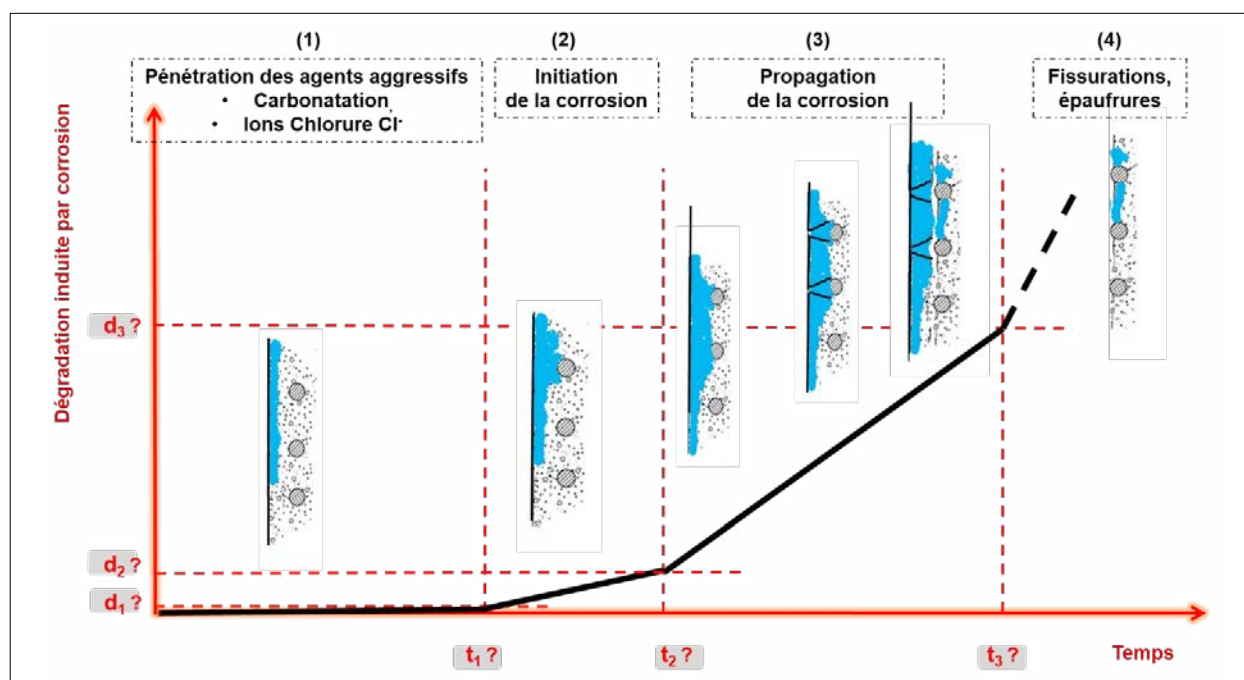 (1)
Pénétration des agents aggressifs
• Carbonatation
• Ions Chlorure Cl-
(2)
Initiation
de la corrosion
(3)
Propagation
de la corrosion
(4)
Fissurations,
épaufrures
Dégradation induite par corrosion
d3 ?
d2 ?
d1 ?
t1 ?
t2 ?
t3 ?
Temps